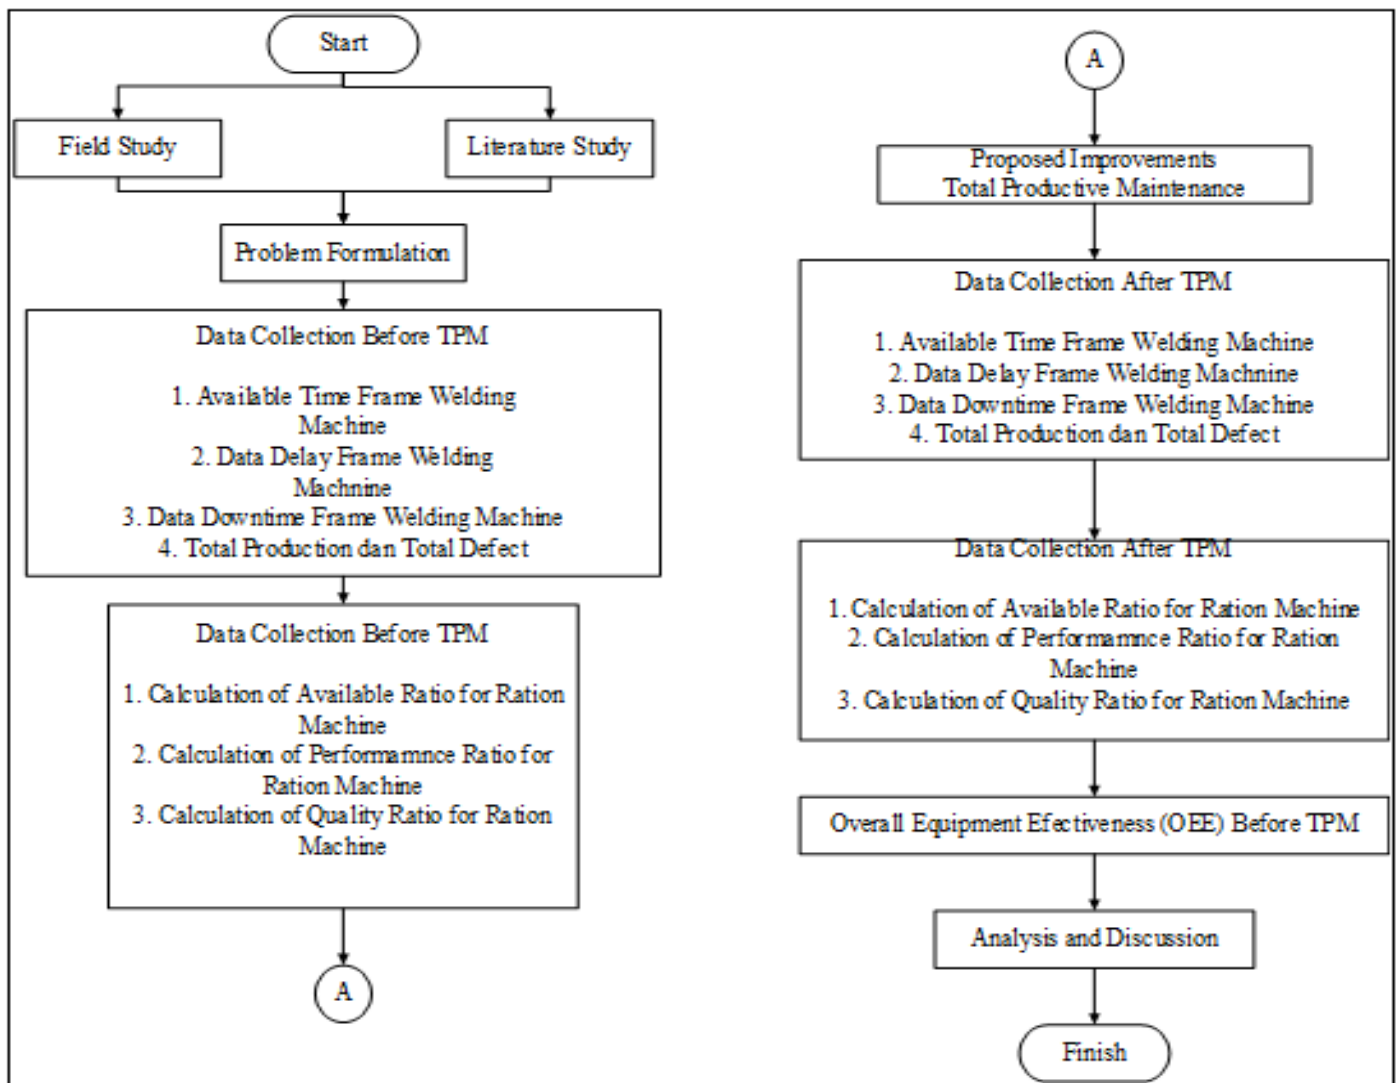 Start
Field Study
Literature Study
Problem Formulation
Data Collection Before TPM
1. Available Time Frame Welding
Machine
2. Data Delay Frame Welding
Machnine
3. Data Downtime Frame Welding Machine
4. Total Production dan Total Defect
Data Collection Before TPM
1. Calculation of Available Ratio for Ration
Machine
2. Calculation of Performamnce Ratio for
Ration Machine
3. Calculation of Quality Ratio for Ration
Machine
A
A
Proposed Improvements
Total Productive Maintenance
Data Collection After TPM
1. Available Time Frame Welding Machine
2. Data Delay Frame Welding Machnine
3. Data Downtime Frame Welding Machine
4. Total Production dan Total Defect
Data Collection After TPM
1. Calculation of Available Ratio for Ration Machine
2. Calculation of Performamnce Ratio for Ration
Machine
3. Calculation of Quality Ratio for Ration Machine
Overall Equipment Efectiveness (OEE) Before TPM
Analysis and Discussion
Finish